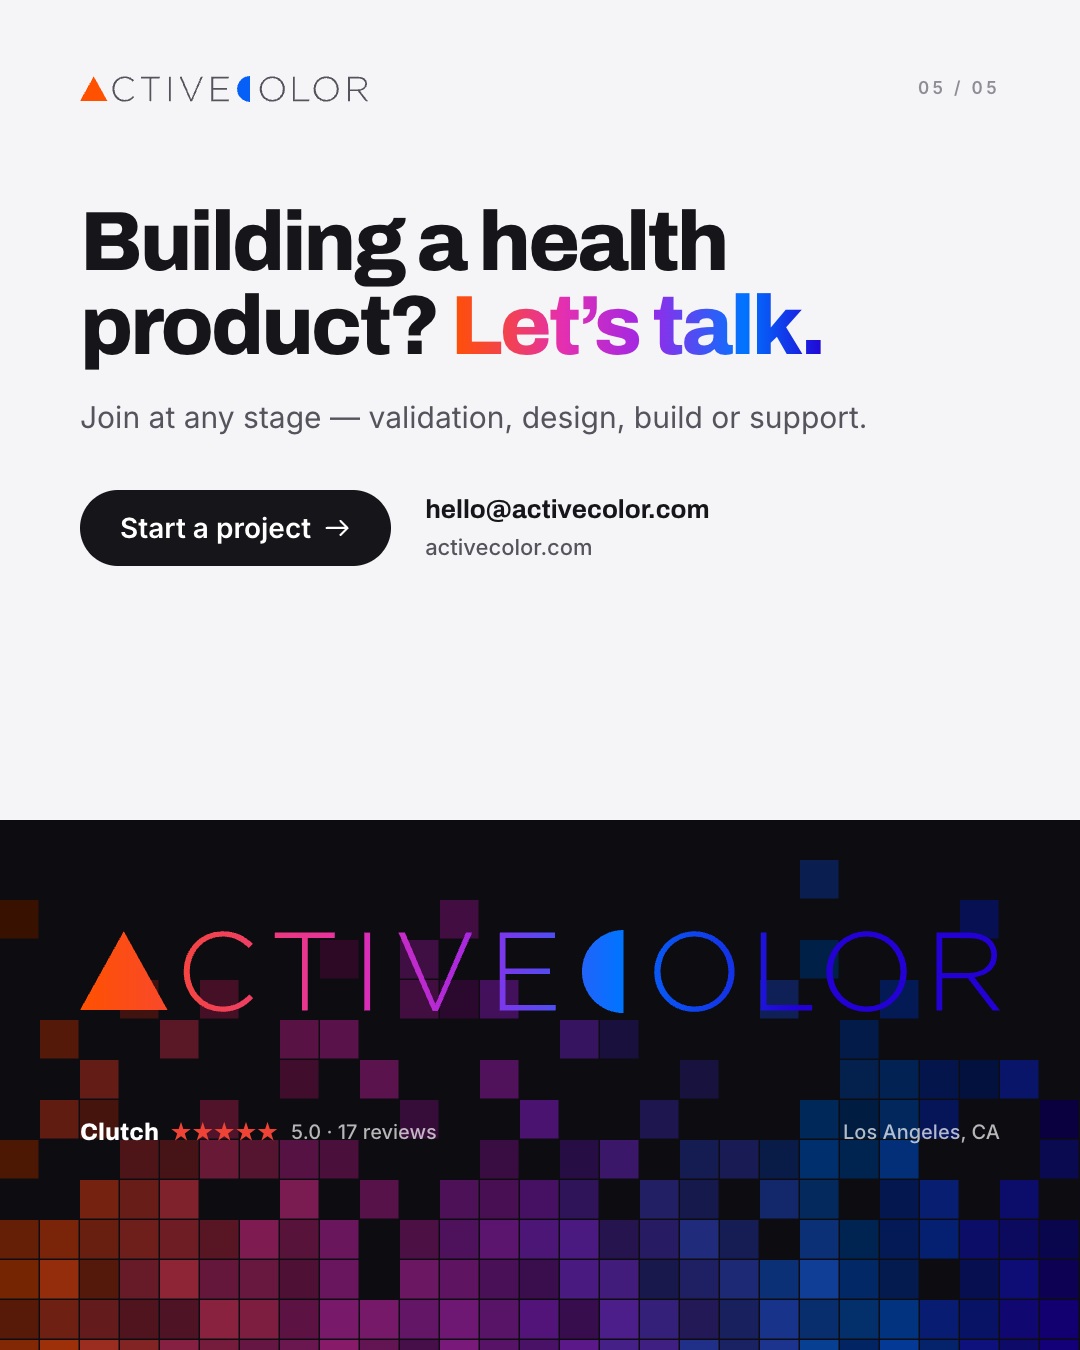 ACTIVECOLOR
05 / 05
Building a health
product? Let’s talk.
Join at any stage — validation, design, build or support.
Start a project →
hello@activecolor.com
activecolor.com
ACTIVECOLOR
Clutch ★★★★★ 5.0 · 17 reviews
Los Angeles, CA